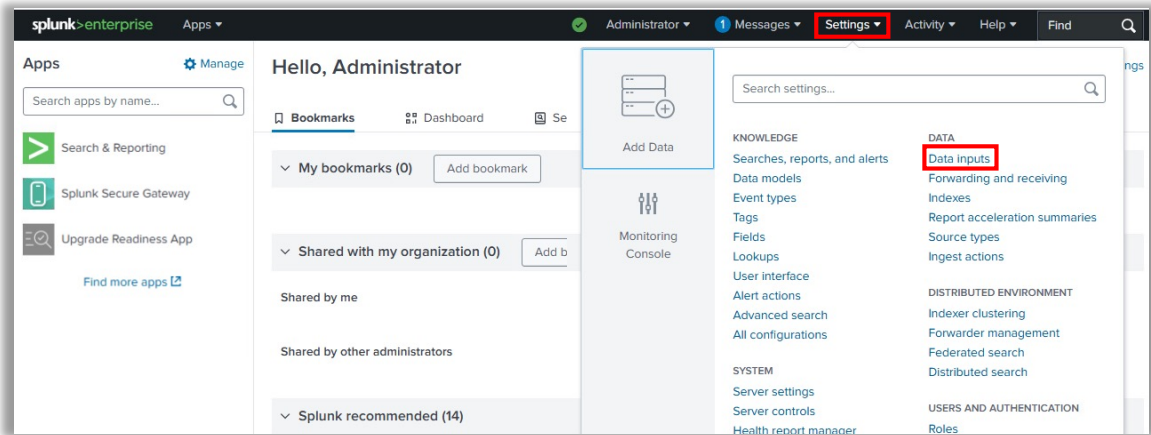 splunk>enterprise Apps Administrator 1 Messages Settings Activity Help Find
Apps Manage
Search apps by name...
Search & Reporting
Splunk Secure Gateway
Upgrade Readiness App
Find more apps
Hello, Administrator
Bookmarks Dashboard Se
My bookmarks (0) Add bookmark
Shared with my organization (0) Add b
Shared by me
Shared by other administrators
Splunk recommended (14)
Add Data
Monitoring
Console
ngs
Search settings...
KNOWLEDGE
Searches, reports, and alerts
Data models
Event types
Tags
Fields
Lookups
User interface
Alert actions
Advanced search
All configurations
SYSTEM
Server settings
Server controls
Health report manager
DATA
Data inputs
Forwarding and receiving
Indexes
Report acceleration summaries
Source types
Ingest actions
DISTRIBUTED ENVIRONMENT
Indexer clustering
Forwarder management
Federated search
Distributed search
USERS AND AUTHENTICATION
Roles